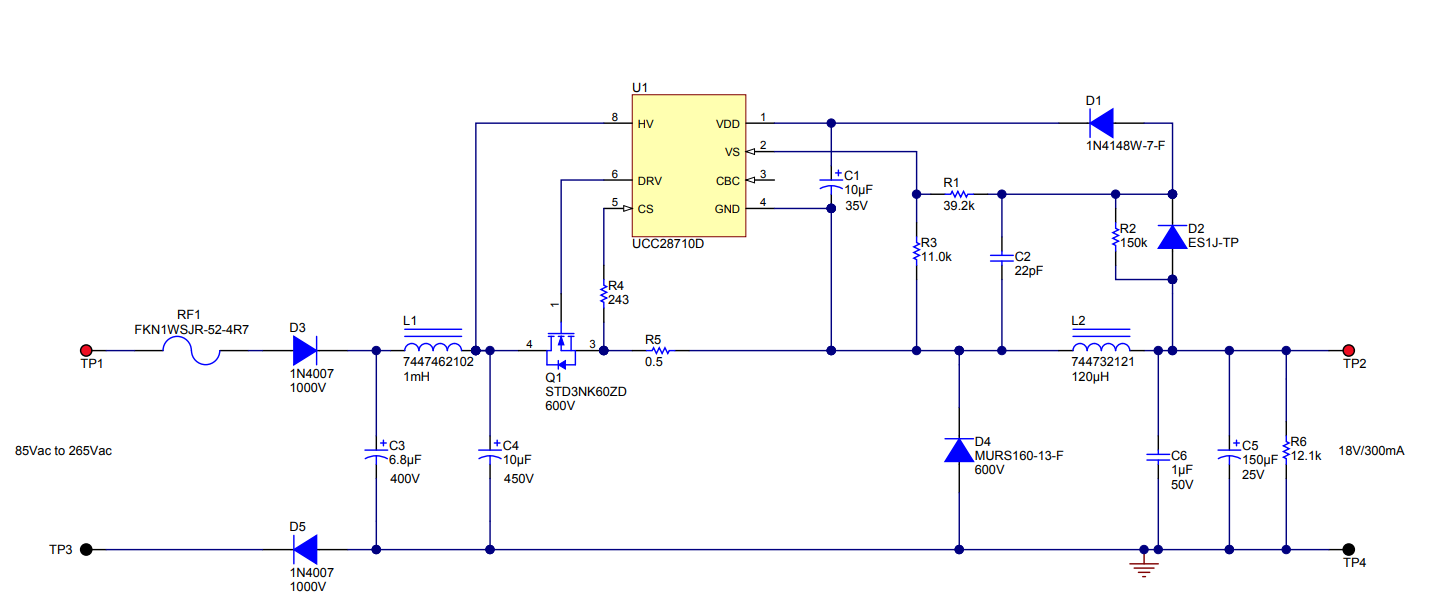 U1
8
HV
VDD
1
VS
2
6
DRV
CBC
3
5
CS
GND
4
UCC28710D
D1
1N4148W-7-F
C1
10µF
35V
R1
39.2k
R3
11.0k
C2
22pF
R2
150k
D2
ES1J-TP
R4
243
1
RF1
FKN1WSJR-52-4R7
TP1
D3
1N4007
1000V
L1
7447462102
1mH
4
3
Q1
STD3NK60ZD
600V
R5
0.5
L2
744732121
120µH
TP2
85Vac to 265Vac
C3
6.8µF
400V
C4
10µF
450V
D4
MURS160-13-F
600V
C6
1µF
50V
C5
150µF
25V
R6
12.1k
18V/300mA
TP3
D5
1N4007
1000V
TP4